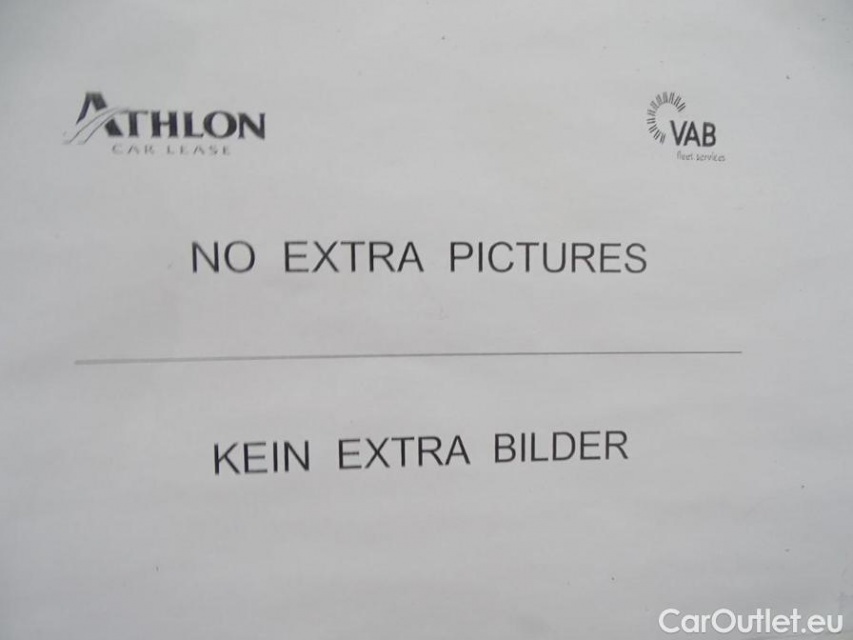 ATHLON
CAR LEASE
VAB
fleet services
NO EXTRA PICTURES
KEIN EXTRA BILDER
CarOutlet.eu